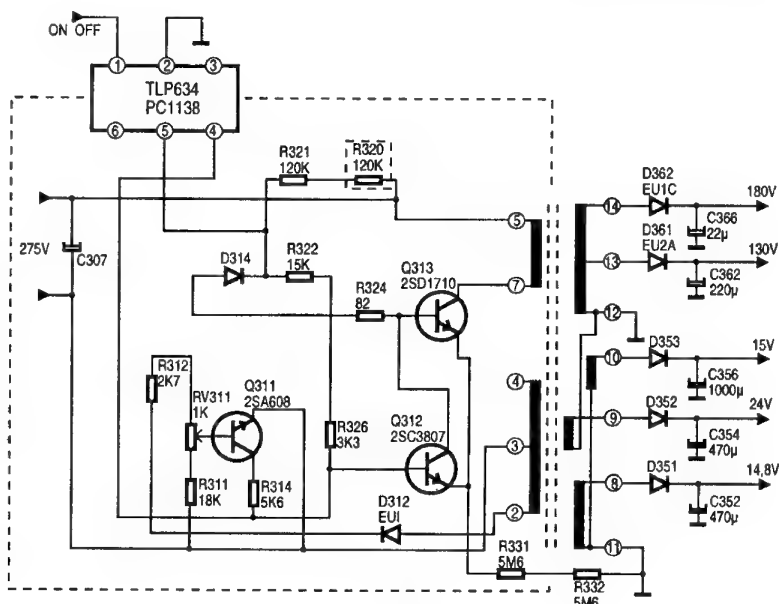 ON OFF
1 2 3
TLP634
PC1138
6 5 4
R321
120K
R320
120K
275V
C307
D314
R322
15K
R324
82
Q313
2SD1710
5
7
R312
2K7
RV311
1K
Q311
2SA608
R326
3K3
Q312
2SC3807
4
3
2
R311
18K
R314
5K6
D312
EUI
R331
5M6
R332
5M6
14
D362
EU1C
180V
C366
22µ
13
D361
EU2A
130V
C362
220µ
12
10
D353
15V
C356
1000µ
9
D352
24V
C354
470µ
8
D351
14,8V
C352
470µ
11